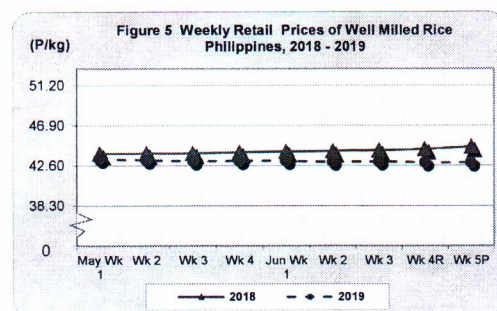 Figure 5 Weekly Retail Prices of Well Milled Rice
Philippines, 2018 - 2019
(P/kg)
51.20
46.90
42.60
38.30
0
May Wk 1
Wk 2
Wk 3
Wk 4
Jun Wk 1
Wk 2
Wk 3
Wk 4R
Wk 5P
2018
2019